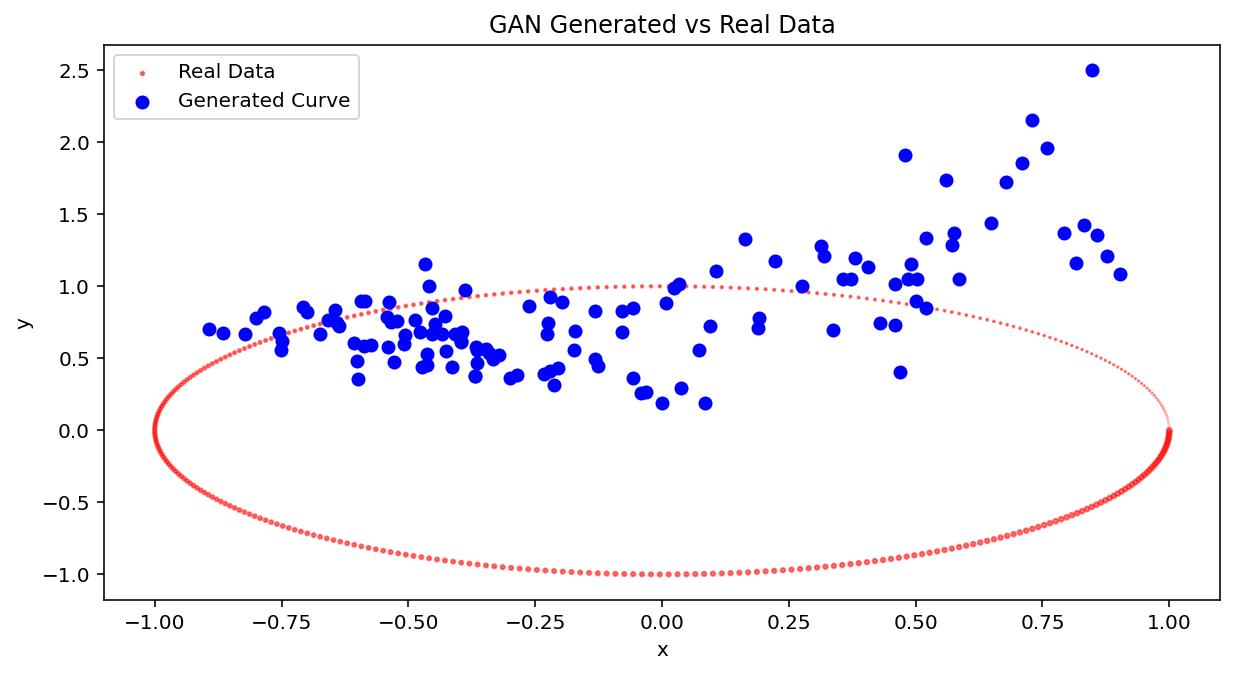 GAN Generated vs Real Data
Real Data
Generated Curve
y
2.5
2.0
1.5
1.0
0.5
0.0
−0.5
−1.0
−1.00 −0.75 −0.50 −0.25 0.00 0.25 0.50 0.75 1.00
x